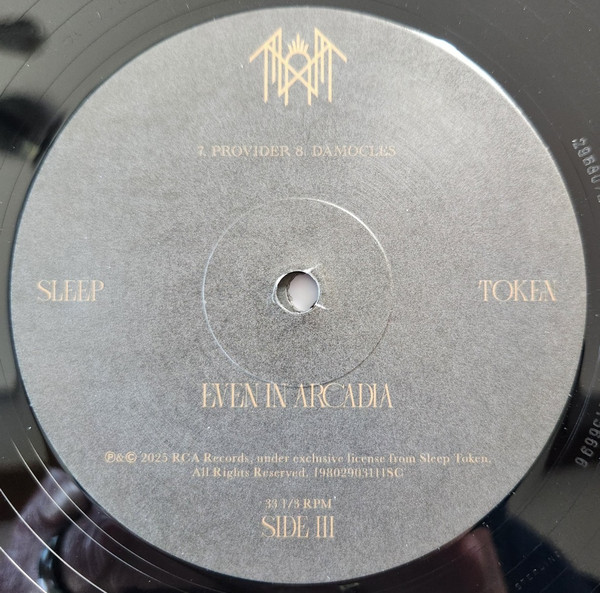 7. PROVIDER 8. DAMOCLES
SLEEP TOKEN
EVEN IN ARCADIA
℗&© 2025 RCA Records, under exclusive license from Sleep Token.
All Rights Reserved. 19802903111SC
33 1/3 RPM
SIDE III